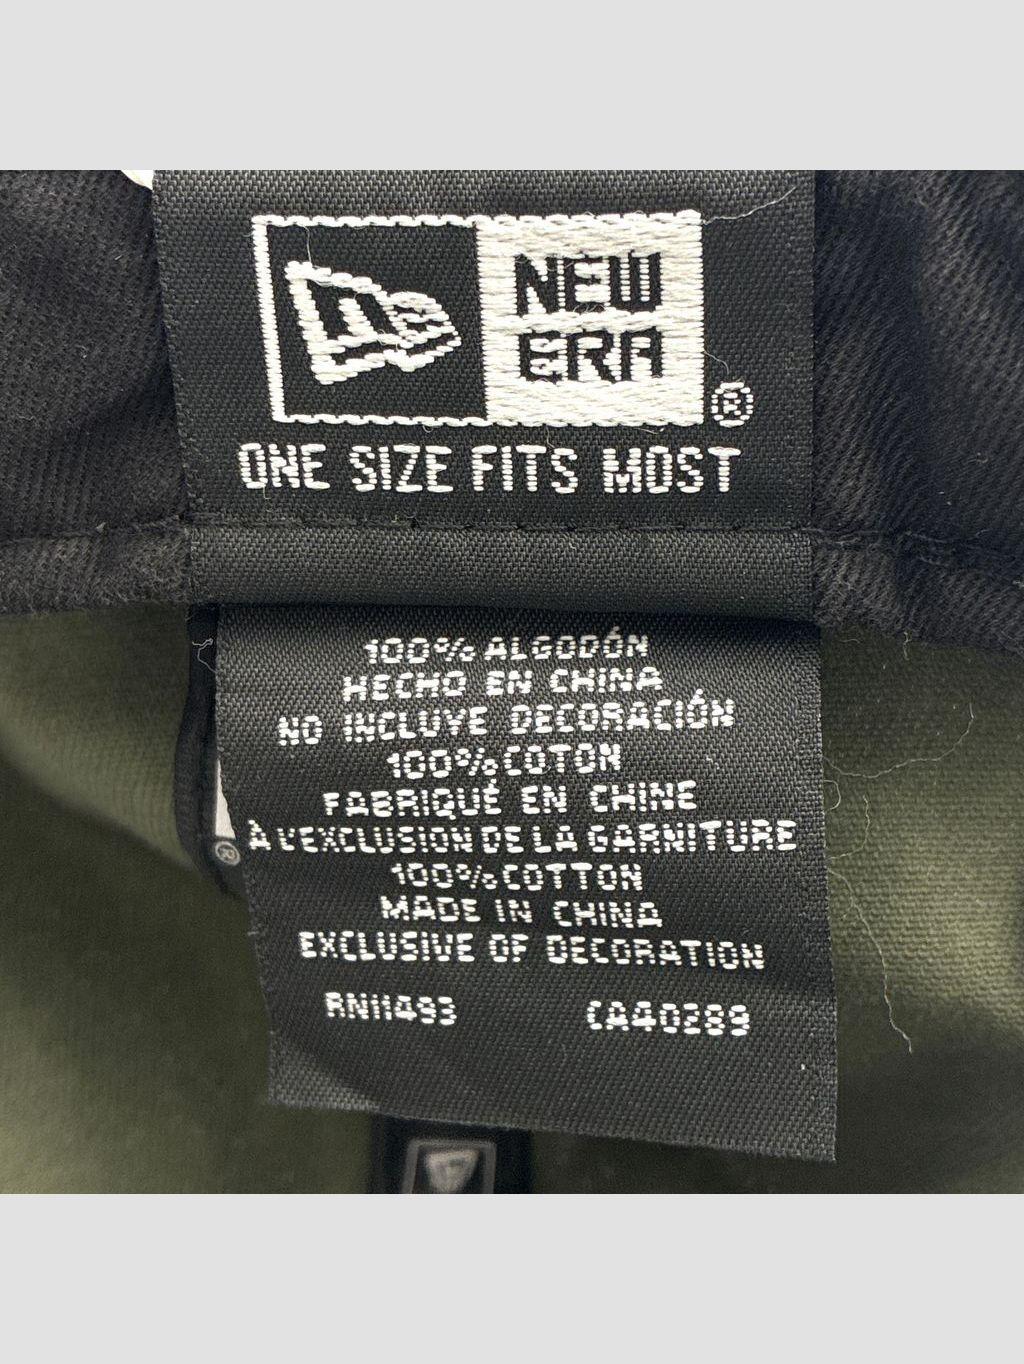 NEW
ERA
®
ONE SIZE FITS MOST
100% ALGODÓN
HECHO EN CHINA
NO INCLUYE DECORACIÓN
100% COTON
FABRIQUÉ EN CHINE
À L'EXCLUSION DE LA GARNITURE
100% COTTON
MADE IN CHINA
EXCLUSIVE OF DECORATION
RN11493 CA40289
®